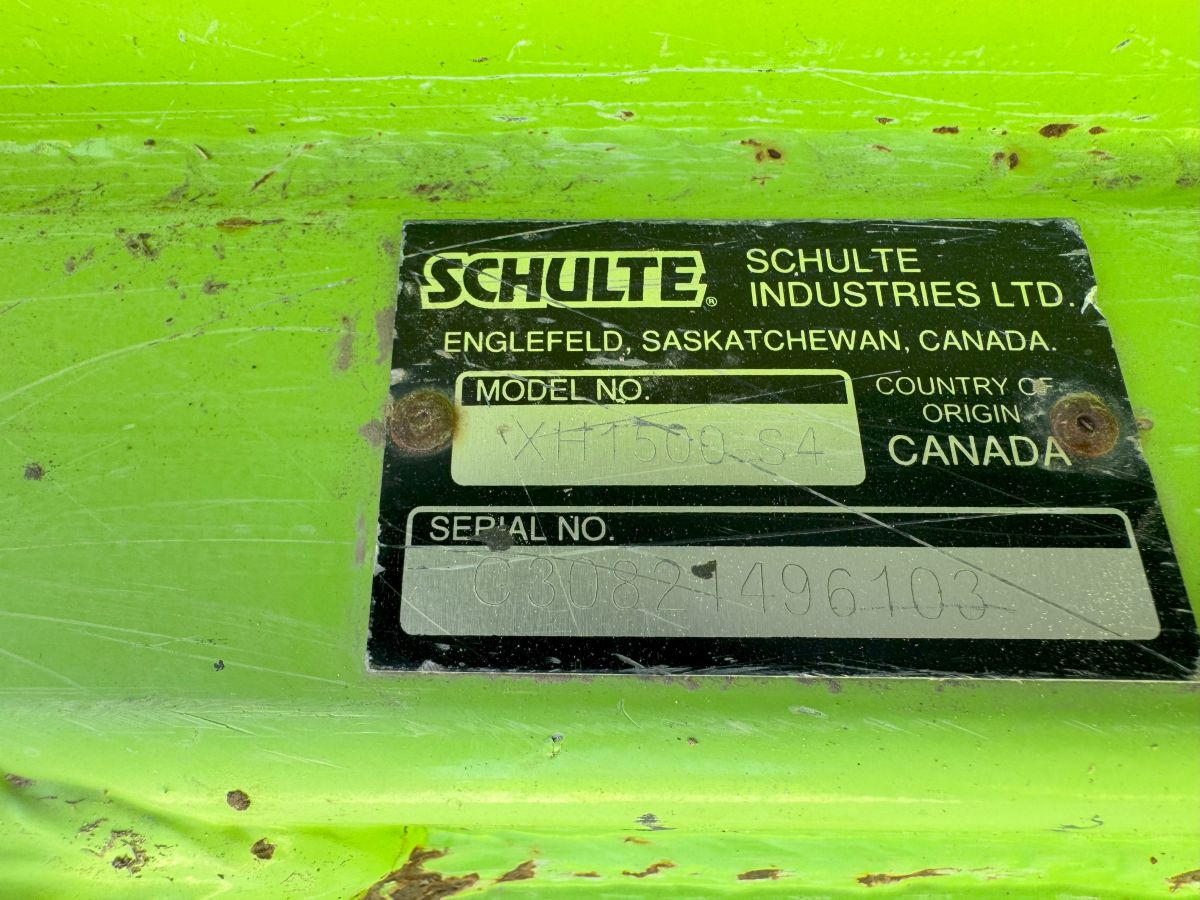 SCHULTE®
SCHULTE
INDUSTRIES LTD.
ENGLEFELD, SASKATCHEWAN, CANADA.
MODEL NO.
XH1500 S4
COUNTRY OF
ORIGIN
CANADA
SERIAL NO.
C30821496103